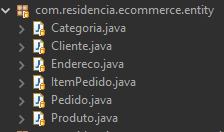 com.residencia.ecommerce.entity
Categoria.java
Cliente.java
Endereco.java
ItemPedido.java
Pedido.java
Produto.java